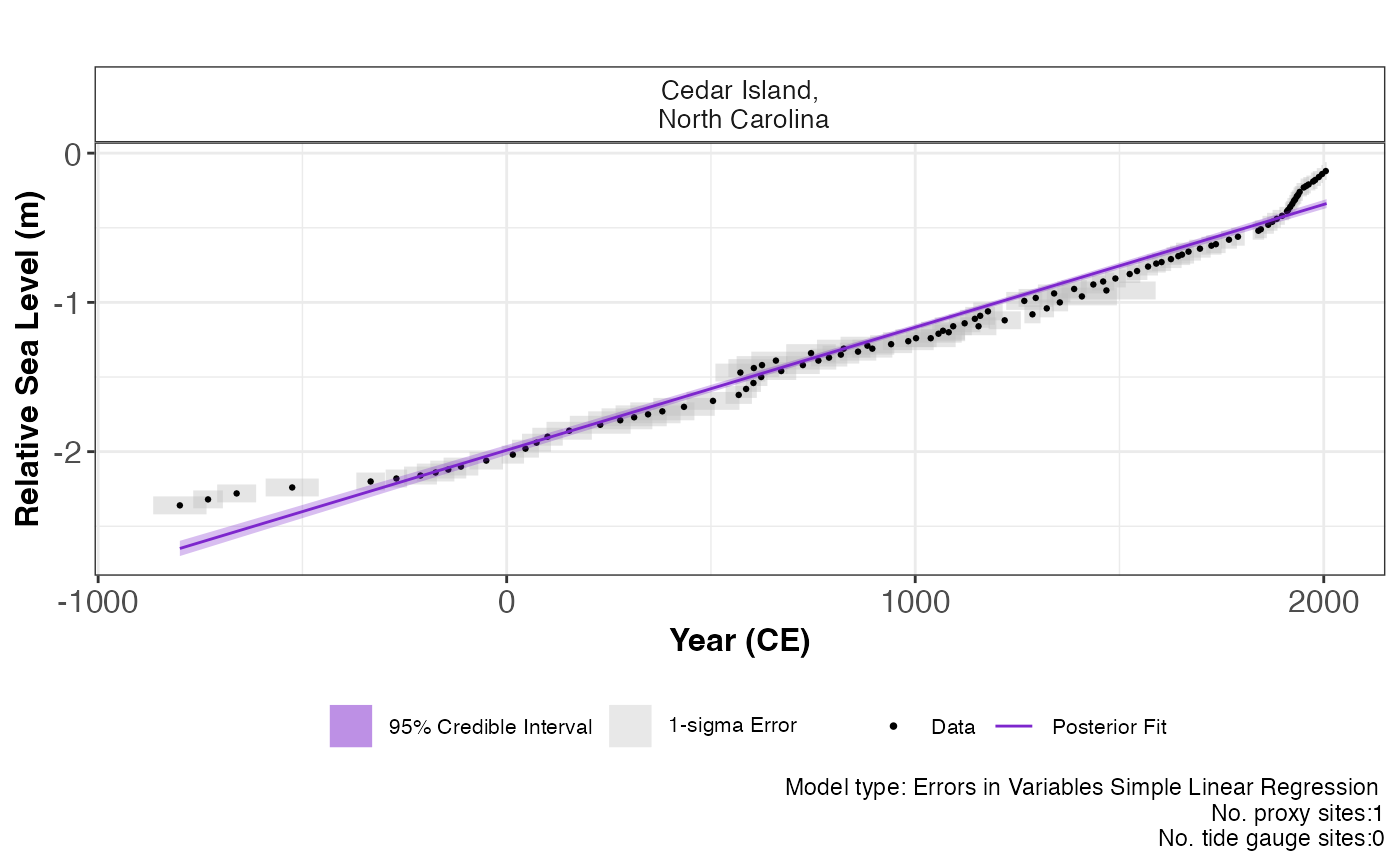 Cedar Island,
North Carolina
Relative Sea Level (m)
0
-1
-2
-1000
0
1000
2000
Year (CE)
95% Credible Interval
1-sigma Error
Data
Posterior Fit
Model type: Errors in Variables Simple Linear Regression
No. proxy sites:1
No. tide gauge sites:0